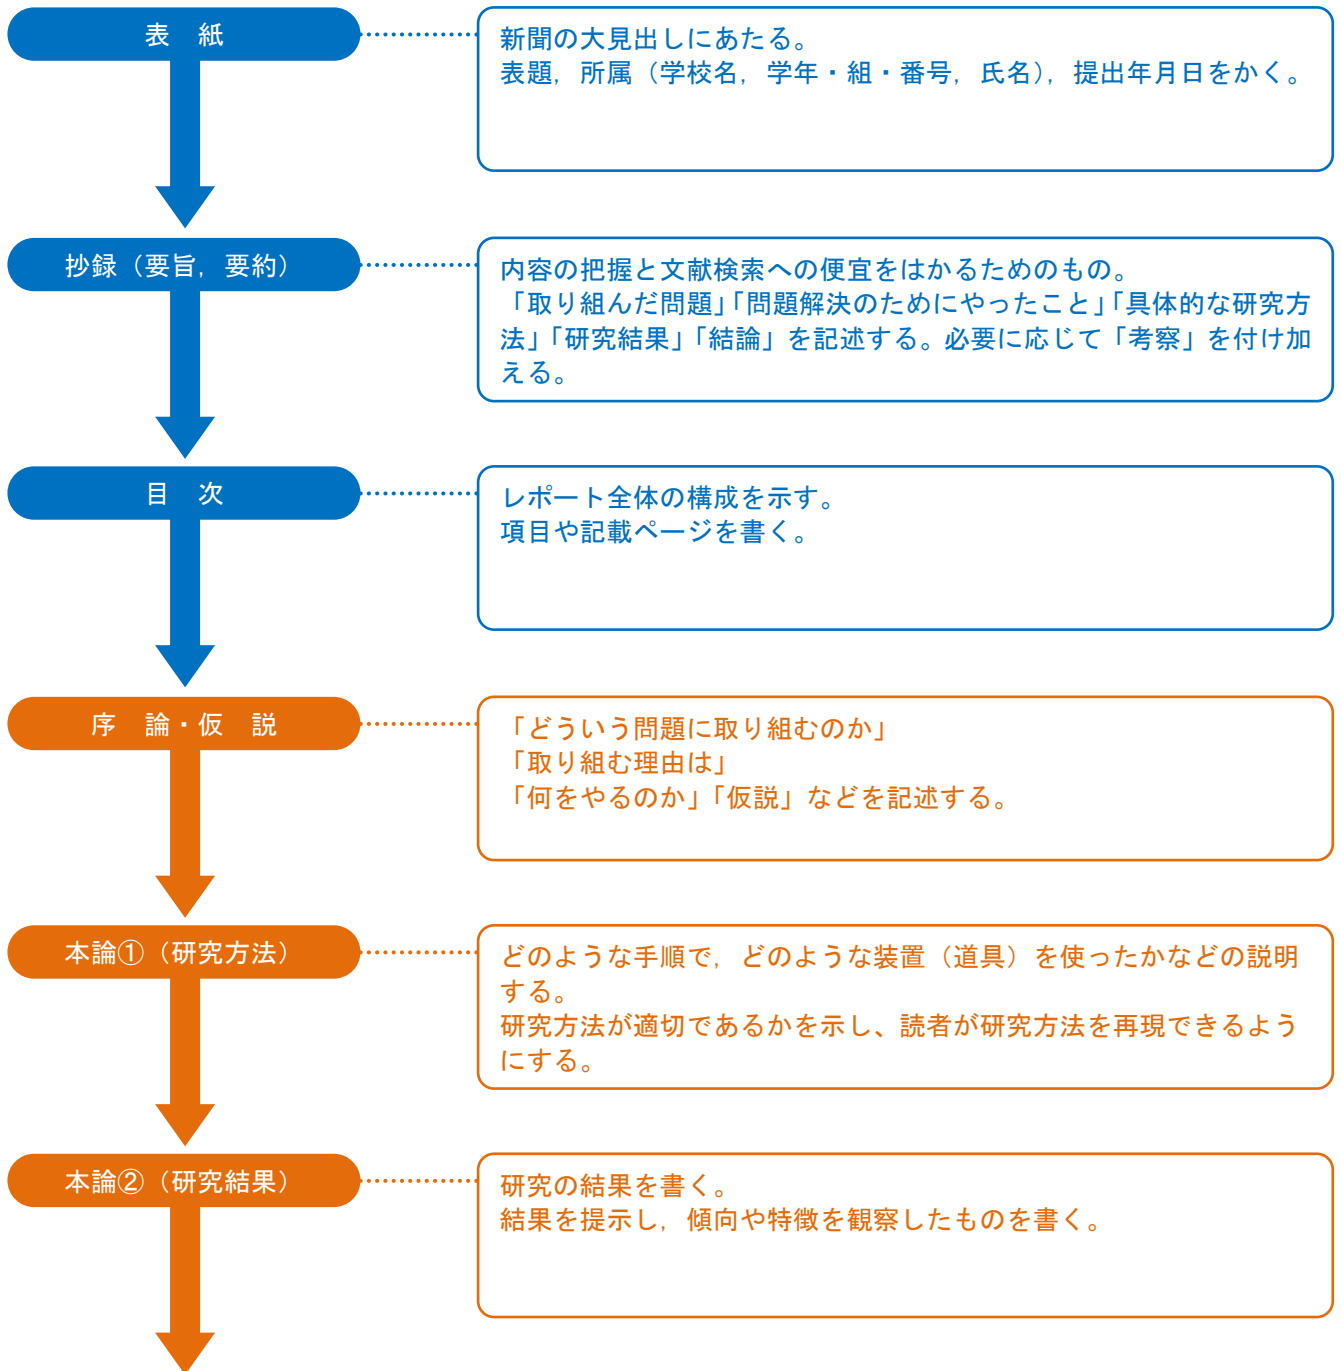 表　紙
新聞の大見出しにあたる。
表題，所属（学校名，学年・組・番号，氏名），提出年月日をかく。
抄録（要旨，要約）
内容の把握と文献検索への便宜をはかるためのもの。
「取り組んだ問題」「問題解決のためにやったこと」「具体的な研究方
法」「研究結果」「結論」を記述する。必要に応じて「考察」を付け加
える。
目　次
レポート全体の構成を示す。
項目や記載ページを書く。
序　論・仮　説
「どういう問題に取り組むのか」
「取り組む理由は」
「何をやるのか」「仮説」などを記述する。
本論①（研究方法）
どのような手順で，どのような装置（道具）を使ったかなどの説明
する。
研究方法が適切であるかを示し、読者が研究方法を再現できるよう
にする。
本論②（研究結果）
研究の結果を書く。
結果を提示し，傾向や特徴を観察したものを書く。